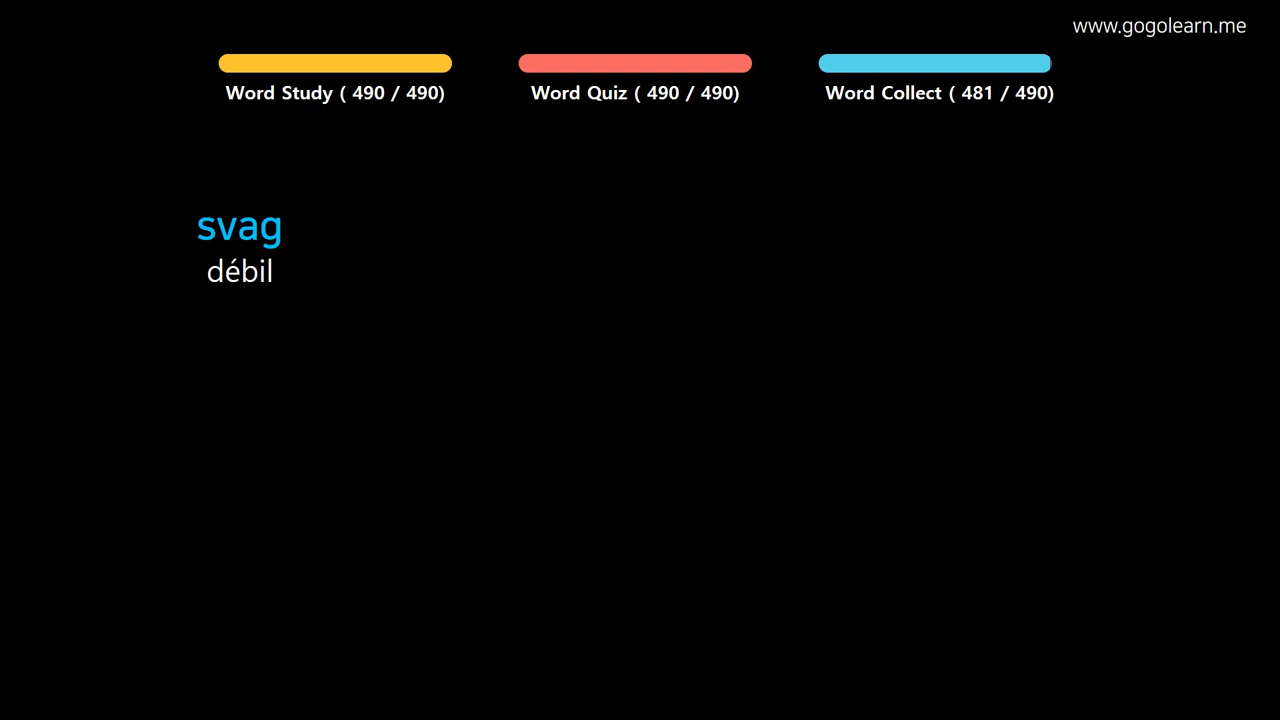 www.gogolearn.me
Word Study ( 490 / 490)
Word Quiz ( 490 / 490)
Word Collect ( 481 / 490)
svag
débil